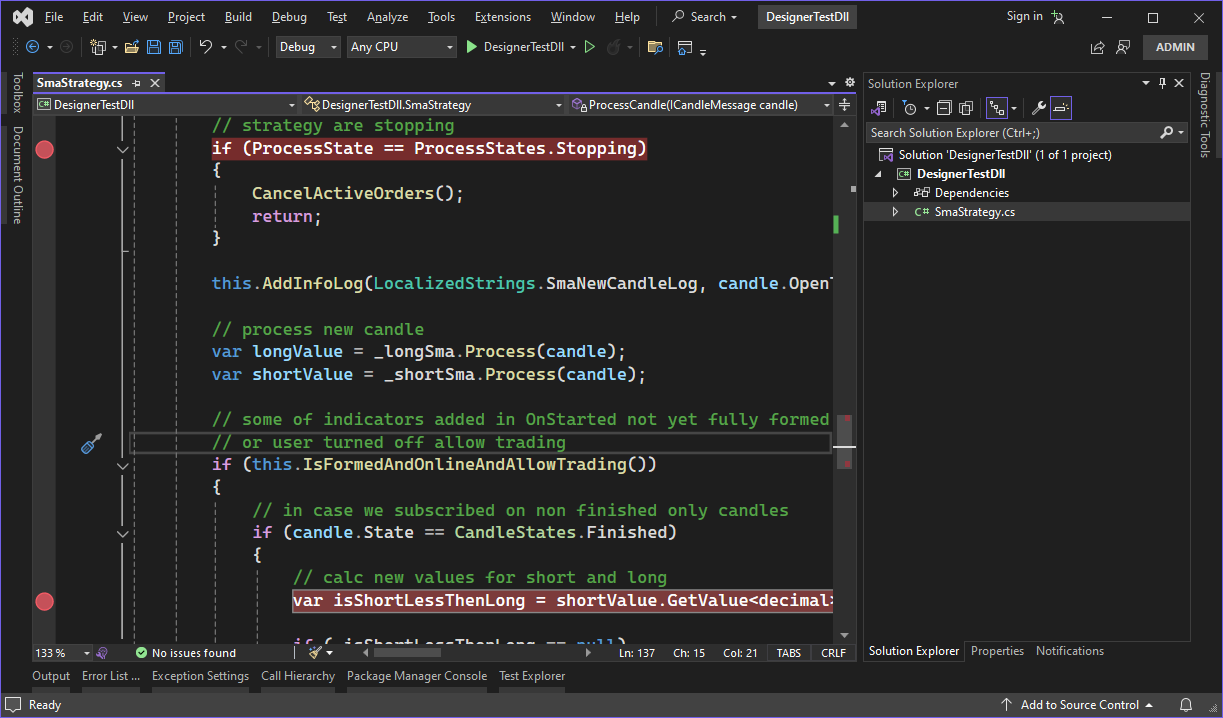 File Edit View Project Build Debug Test Analyze Tools Extensions Window Help Search DesignerTestDll Sign in
Debug Any CPU DesignerTestDll ADMIN
Toolbox
Document Outline
SmaStrategy.cs
C# DesignerTestDll DesignerTestDll.SmaStrategy ProcessCandle(ICandleMessage candle)
// strategy are stopping
if (ProcessState == ProcessStates.Stopping)
{
CancelActiveOrders();
return;
}
this.AddInfoLog(LocalizedStrings.SmaNewCandleLog, candle.OpenT
// process new candle
var longValue = _longSma.Process(candle);
var shortValue = _shortSma.Process(candle);
// some of indicators added in OnStarted not yet fully formed
// or user turned off allow trading
if (this.IsFormedAndOnlineAndAllowTrading())
{
// in case we subscribed on non finished only candles
if (candle.State == CandleStates.Finished)
{
// calc new values for short and long
var isShortLessThenLong = shortValue.GetValue<decimal>
if (_isShortLessThenLong == null)
133 % No issues found Ln: 137 Ch: 15 Col: 21 TABS CRLF
Solution Explorer
Search Solution Explorer (Ctrl+;)
Solution 'DesignerTestDll' (1 of 1 project)
C# DesignerTestDll
Dependencies
C# SmaStrategy.cs
Solution Explorer Properties Notifications
Diagnostic Tools
Output Error List ... Exception Settings Call Hierarchy Package Manager Console Test Explorer
Ready Add to Source Control